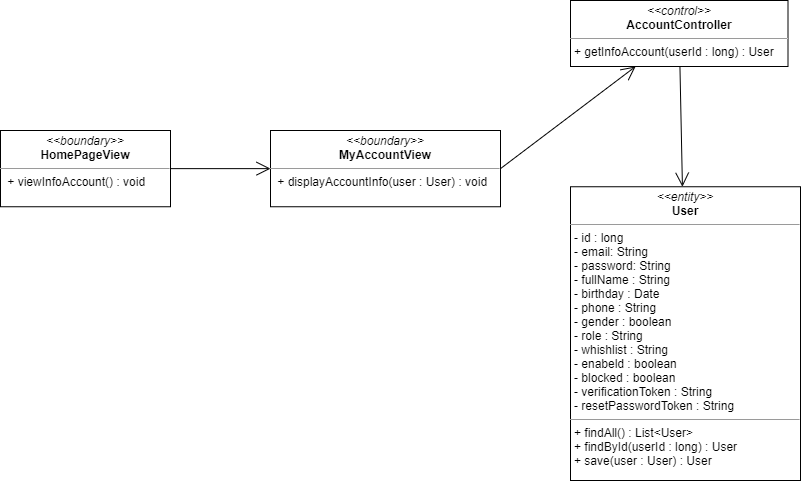 <<control>>
AccountController
+ getInfoAccount(userId : long) : User
<<boundary>>
HomePageView
+ viewInfoAccount() : void
<<boundary>>
MyAccountView
+ displayAccountInfo(user : User) : void
<<entity>>
User
- id : long
- email: String
- password: String
- fullName : String
- birthday : Date
- phone : String
- gender : boolean
- role : String
- whishlist : String
- enabeld : boolean
- blocked : boolean
- verificationToken : String
- resetPasswordToken : String
+ findAll() : List<User>
+ findById(userId : long) : User
+ save(user : User) : User